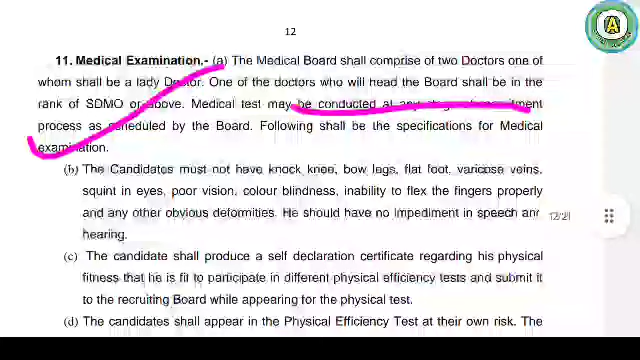 12
11. Medical Examination.- (a) The Medical Board shall comprise of two Doctors one of
whom shall be a lady Doctor. One of the doctors who will head the Board shall be in the
rank of SDMO or above. Medical test may be conducted at any
process as scheduled by the Board. Following shall be the specifications for Medical
examination.
(b) The Candidates must not have knock knee, bow legs, flat foot, varicose veins,
squint in eyes, poor vision, colour blindness, inability to flex the fingers properly
and any other obvious deformities. He should have no impediment in speech and
hearing.
12/21
(c) The candidate shall produce a self declaration certificate regarding his physical
fitness that he is fit to participate in different physical efficiency tests and submit it
to the recruiting Board while appearing for the physical test.
(d) The candidates shall appear in the Physical Efficiency Test at their own risk. The